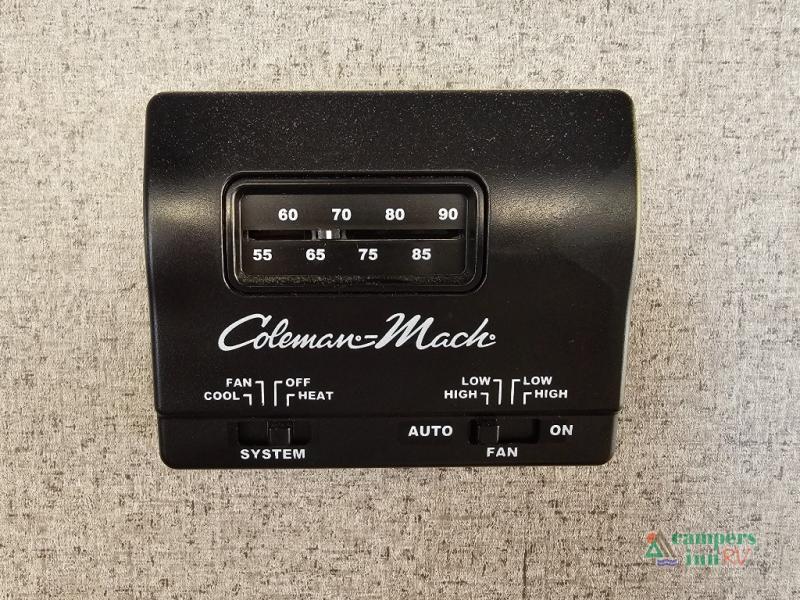 60 70 80 90
55 65 75 85
Coleman-Mach
FAN OFF
COOL HEAT
LOW LOW
HIGH HIGH
AUTO ON
SYSTEM
FAN
campers
inn RV